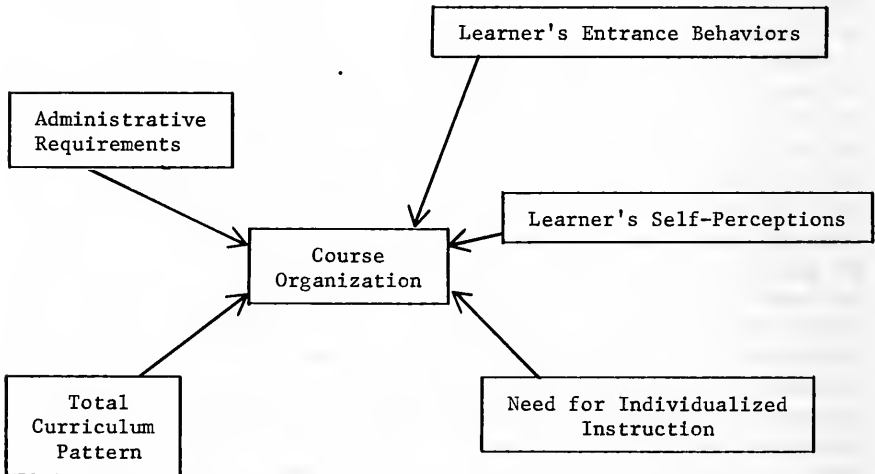 Learner's Entrance Behaviors
Administrative
Requirements
Learner's Self-Perceptions
Course
Organization
Total
Curriculum
Pattern
Need for Individualized
Instruction